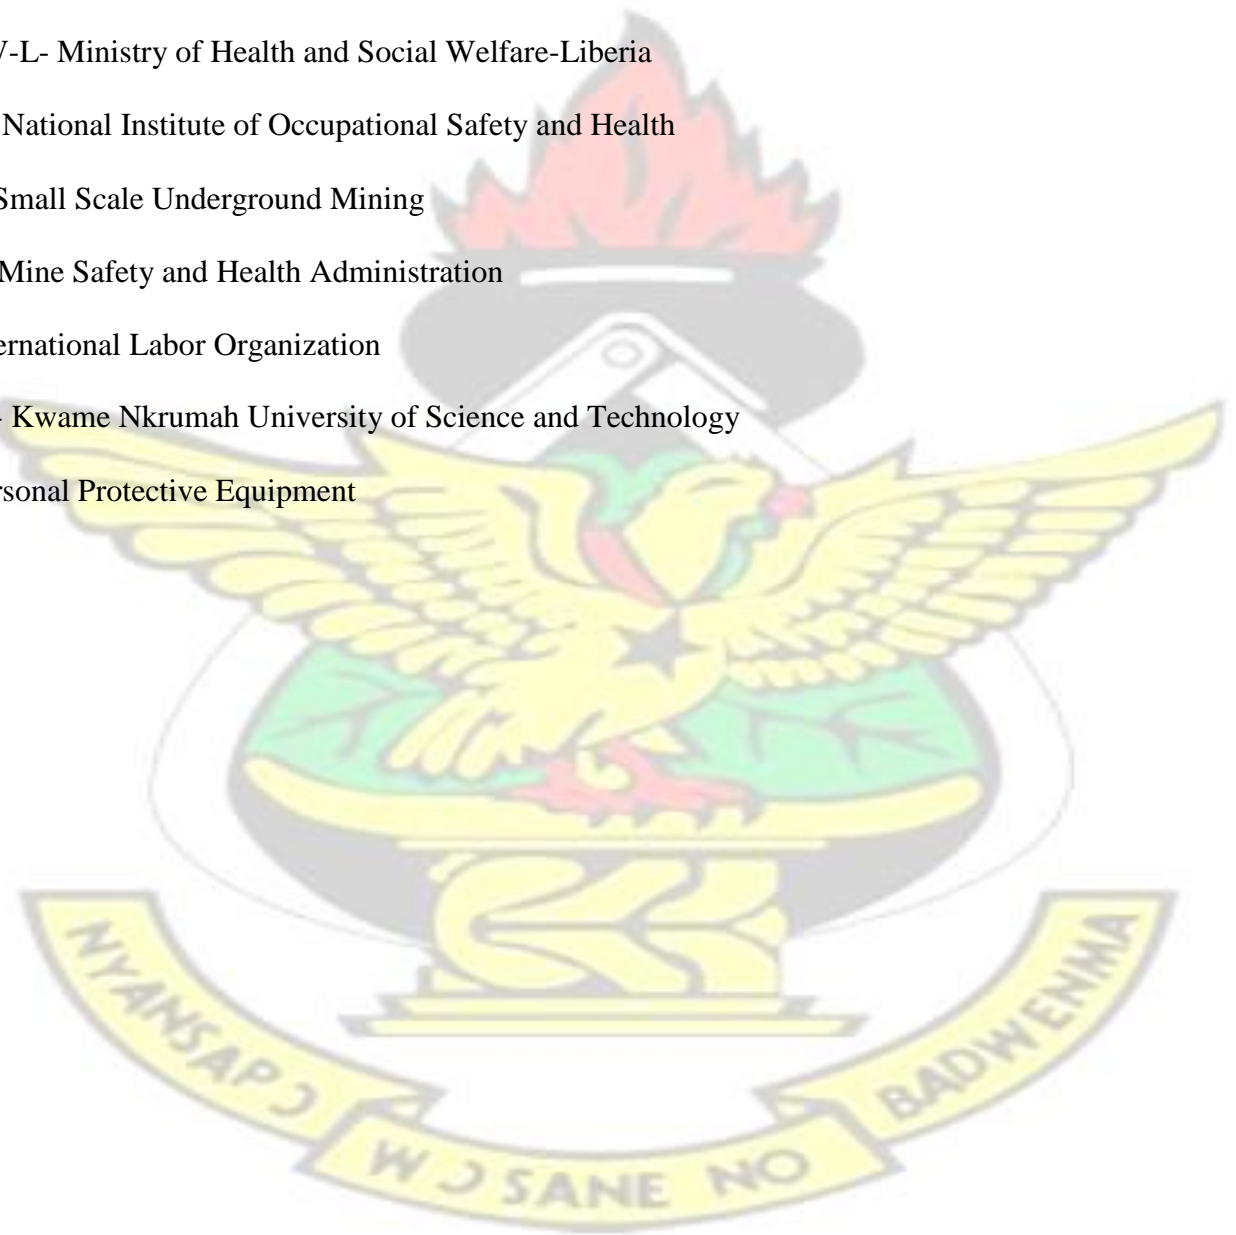 V-L- Ministry of Health and Social Welfare-Liberia
National Institute of Occupational Safety and Health
Small Scale Underground Mining
Mine Safety and Health Administration
ernational Labor Organization
- Kwame Nkrumah University of Science and Technology
rsonal Protective Equipment
NYANSAPƆ
WƆSANE NO
BADWENMA